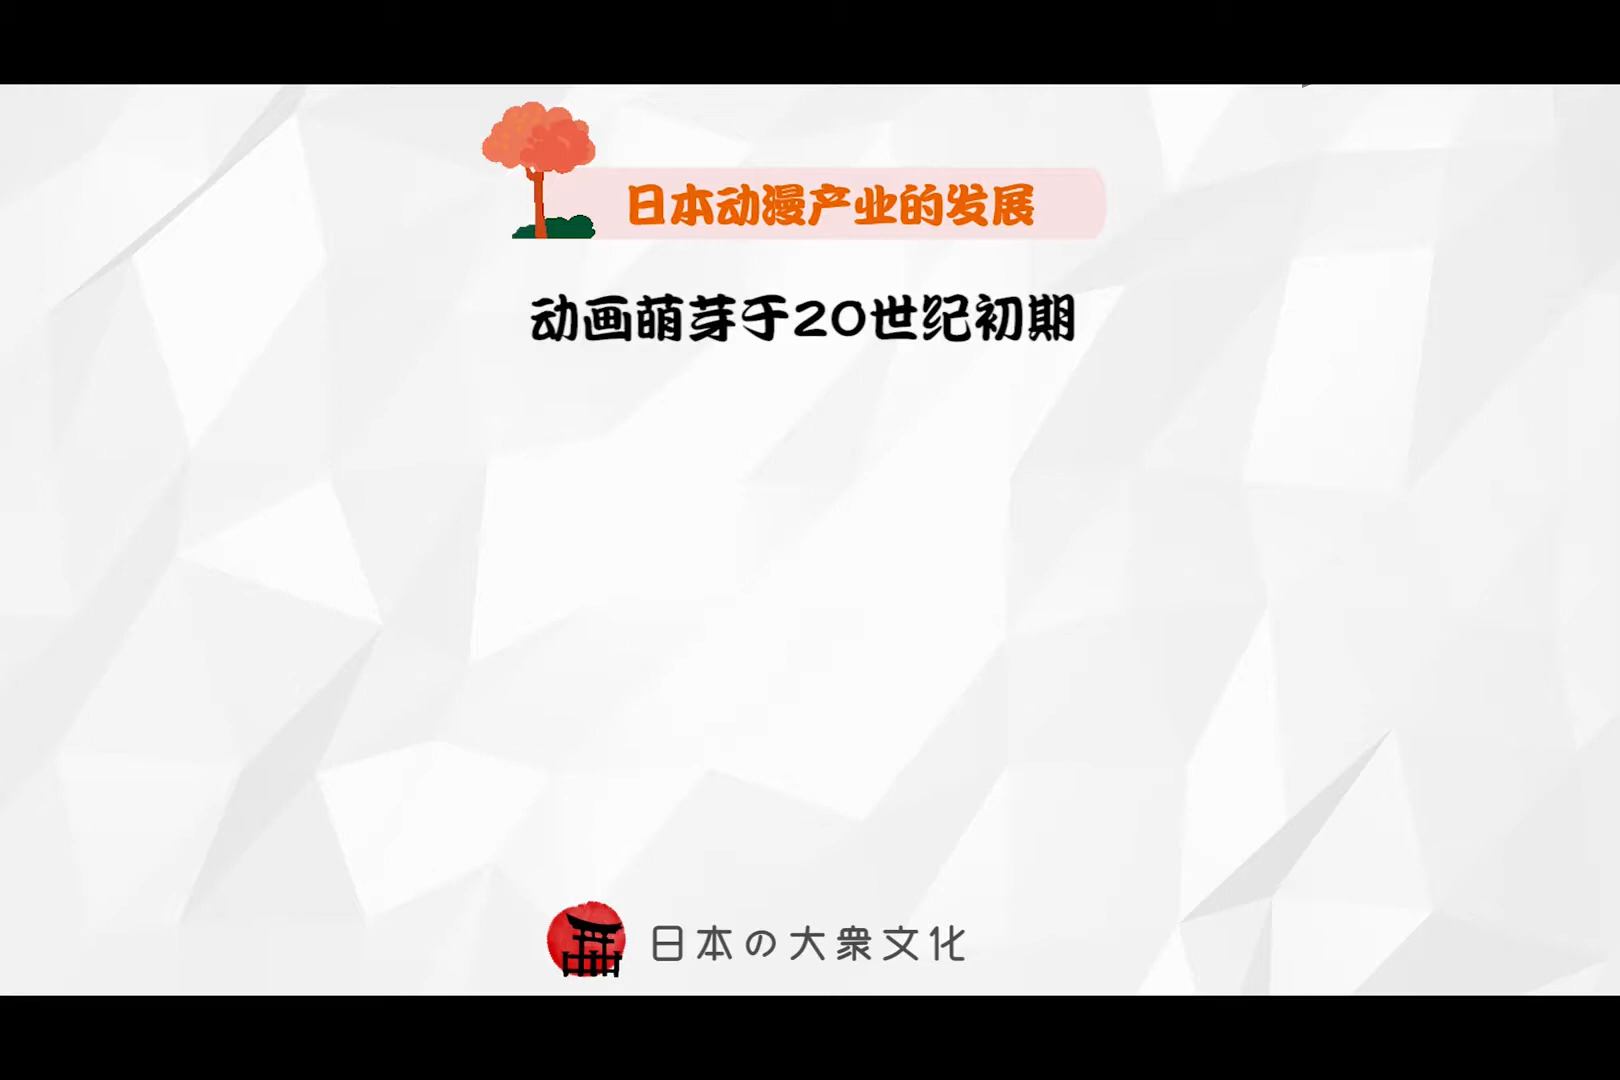 日本动漫产业的发展
动画萌芽于20世纪初期
日本の大衆文化